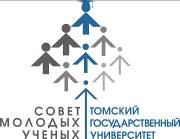 СОВЕТ
МОЛОДЫХ
УЧЕНЫХ
ТОМСКИЙ
ГОСУДАРСТВЕННЫЙ
УНИВЕРСИТЕТ